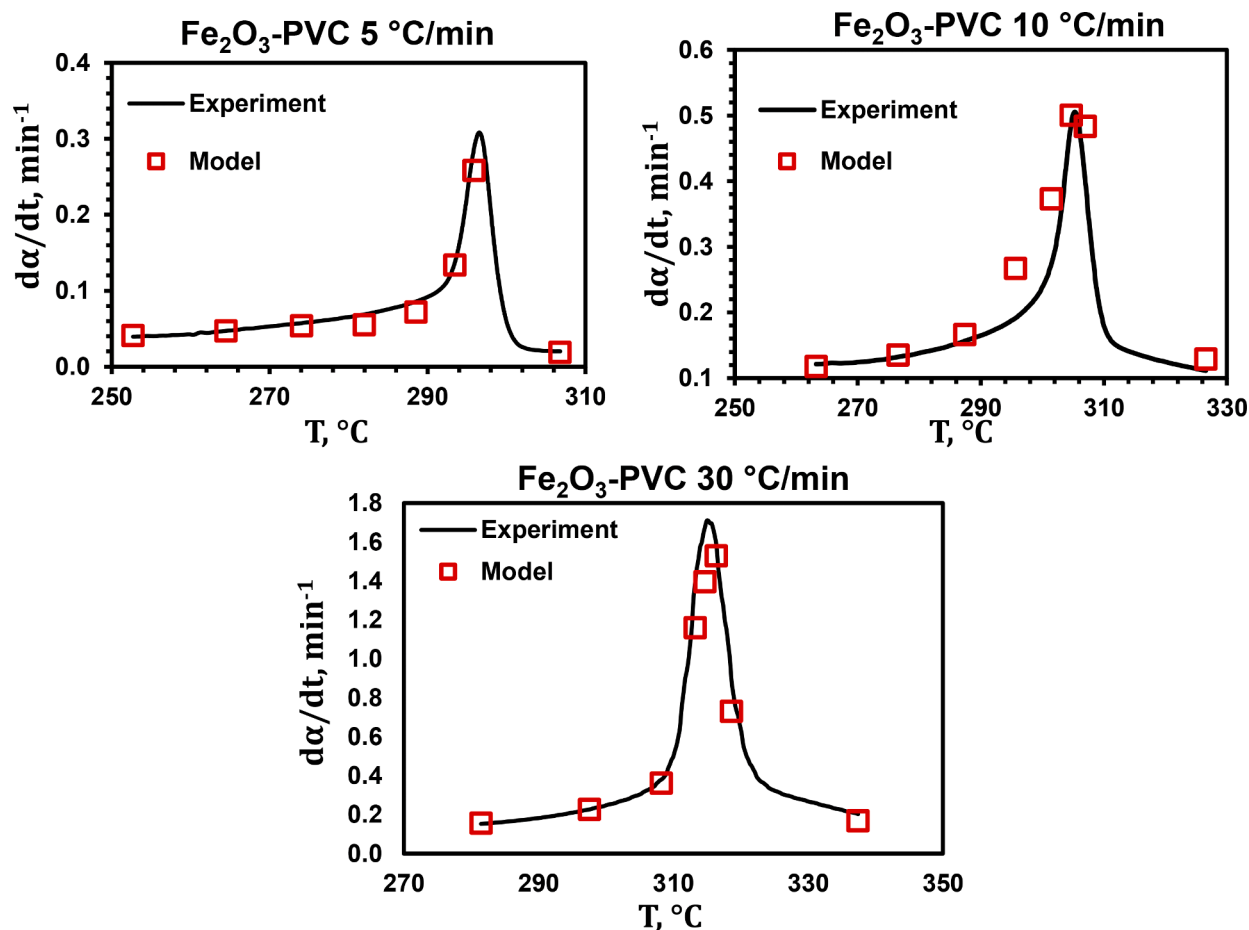 Fe₂O₃-PVC 5 °C/min
0.4
0.3
0.2
0.1
0.0
dα/dt, min⁻¹
Experiment
Model
250 270 290 310
T, °C
Fe₂O₃-PVC 10 °C/min
0.6
0.5
0.4
0.3
0.2
0.1
dα/dt, min⁻¹
Experiment
Model
250 270 290 310 330
T, °C
Fe₂O₃-PVC 30 °C/min
1.8
1.6
1.4
1.2
1.0
0.8
0.6
0.4
0.2
0.0
dα/dt, min⁻¹
Experiment
Model
270 290 310 330 350
T, °C